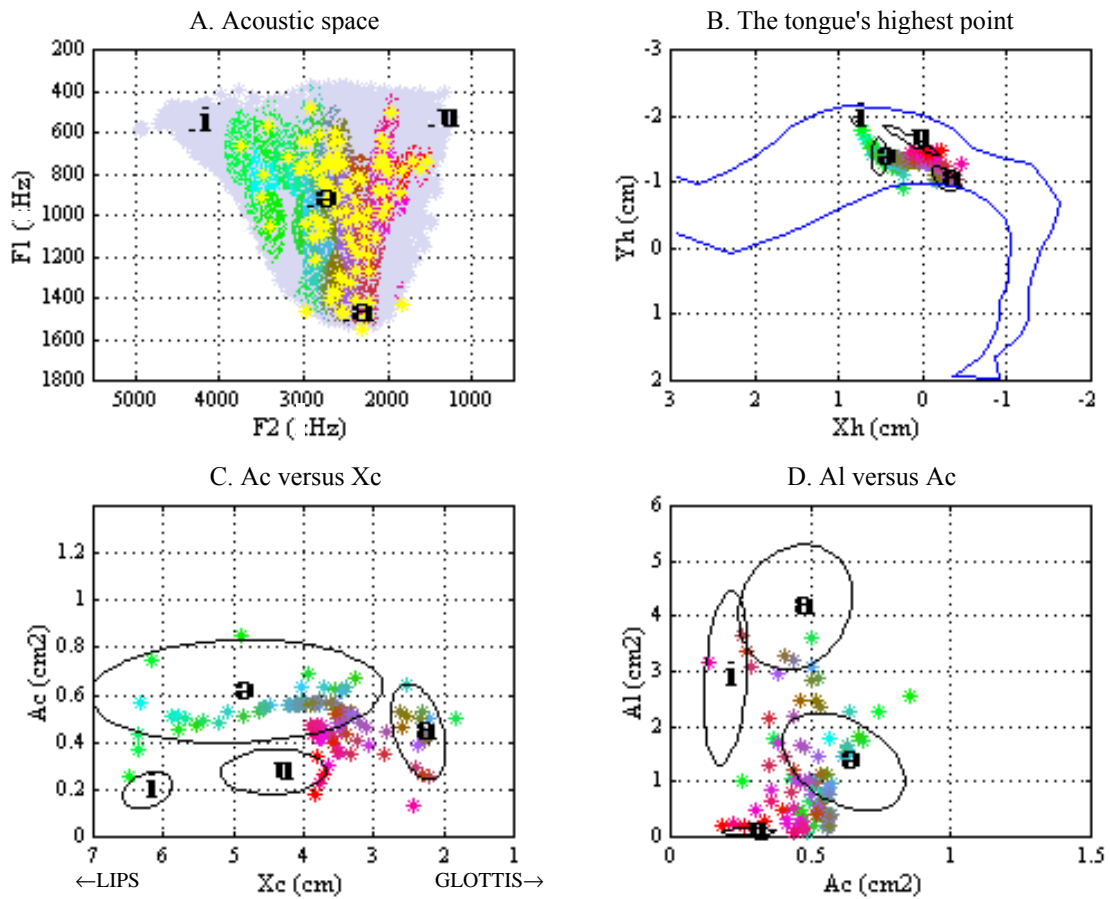 A. Acoustic space
B. The tongue's highest point
200
400
600
800
1000
1200
1400
1600
1800
F1 ( :Hz)
i
u
ə
a
5000
4000
3000
2000
1000
F2 ( :Hz)
-3
-2
-1
0
1
2
Yh (cm)
i
u
ə
a
3
2
1
0
-1
-2
Xh (cm)
C. Ac versus Xc
D. Al versus Ac
1.2
1
0.8
0.6
0.4
0.2
0
Ac (cm2)
ə
a
u
i
7
6
5
4
3
2
1
←LIPS
Xc (cm)
GLOTTIS→
6
5
4
3
2
1
0
Al (cm2)
a
i
ə
u
0
0.5
1
1.5
Ac (cm2)